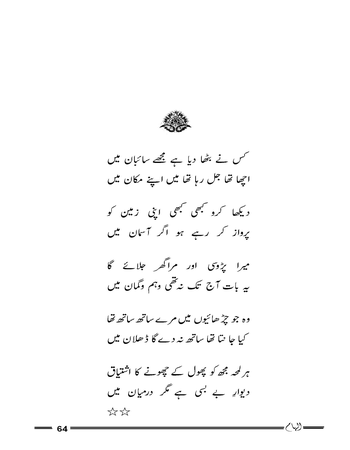 کس نے بٹھا دیا ہے مجھے سائبان میں
اچھا تھا جل رہا تھا میں اپنے مکان میں
دیکھا کرو کبھی کبھی اپنی زمین کو
پرواز کر رہے ہو اگر آسمان میں
میرا پڑوسی اور مراگھر جلائے گا
یہ بات آج تک نہ تھی وہم وگمان میں
وہ جو چڑھائیوں میں مرے ساتھ ساتھ تھا
کیا جانتا تھا ساتھ نہ دے گا ڈھلان میں
ہر لمحہ مجھ کو پھول کے چھونے کا اشتیاق
دیوارِ بے بسی ہے مگر درمیان میں
☆☆
64